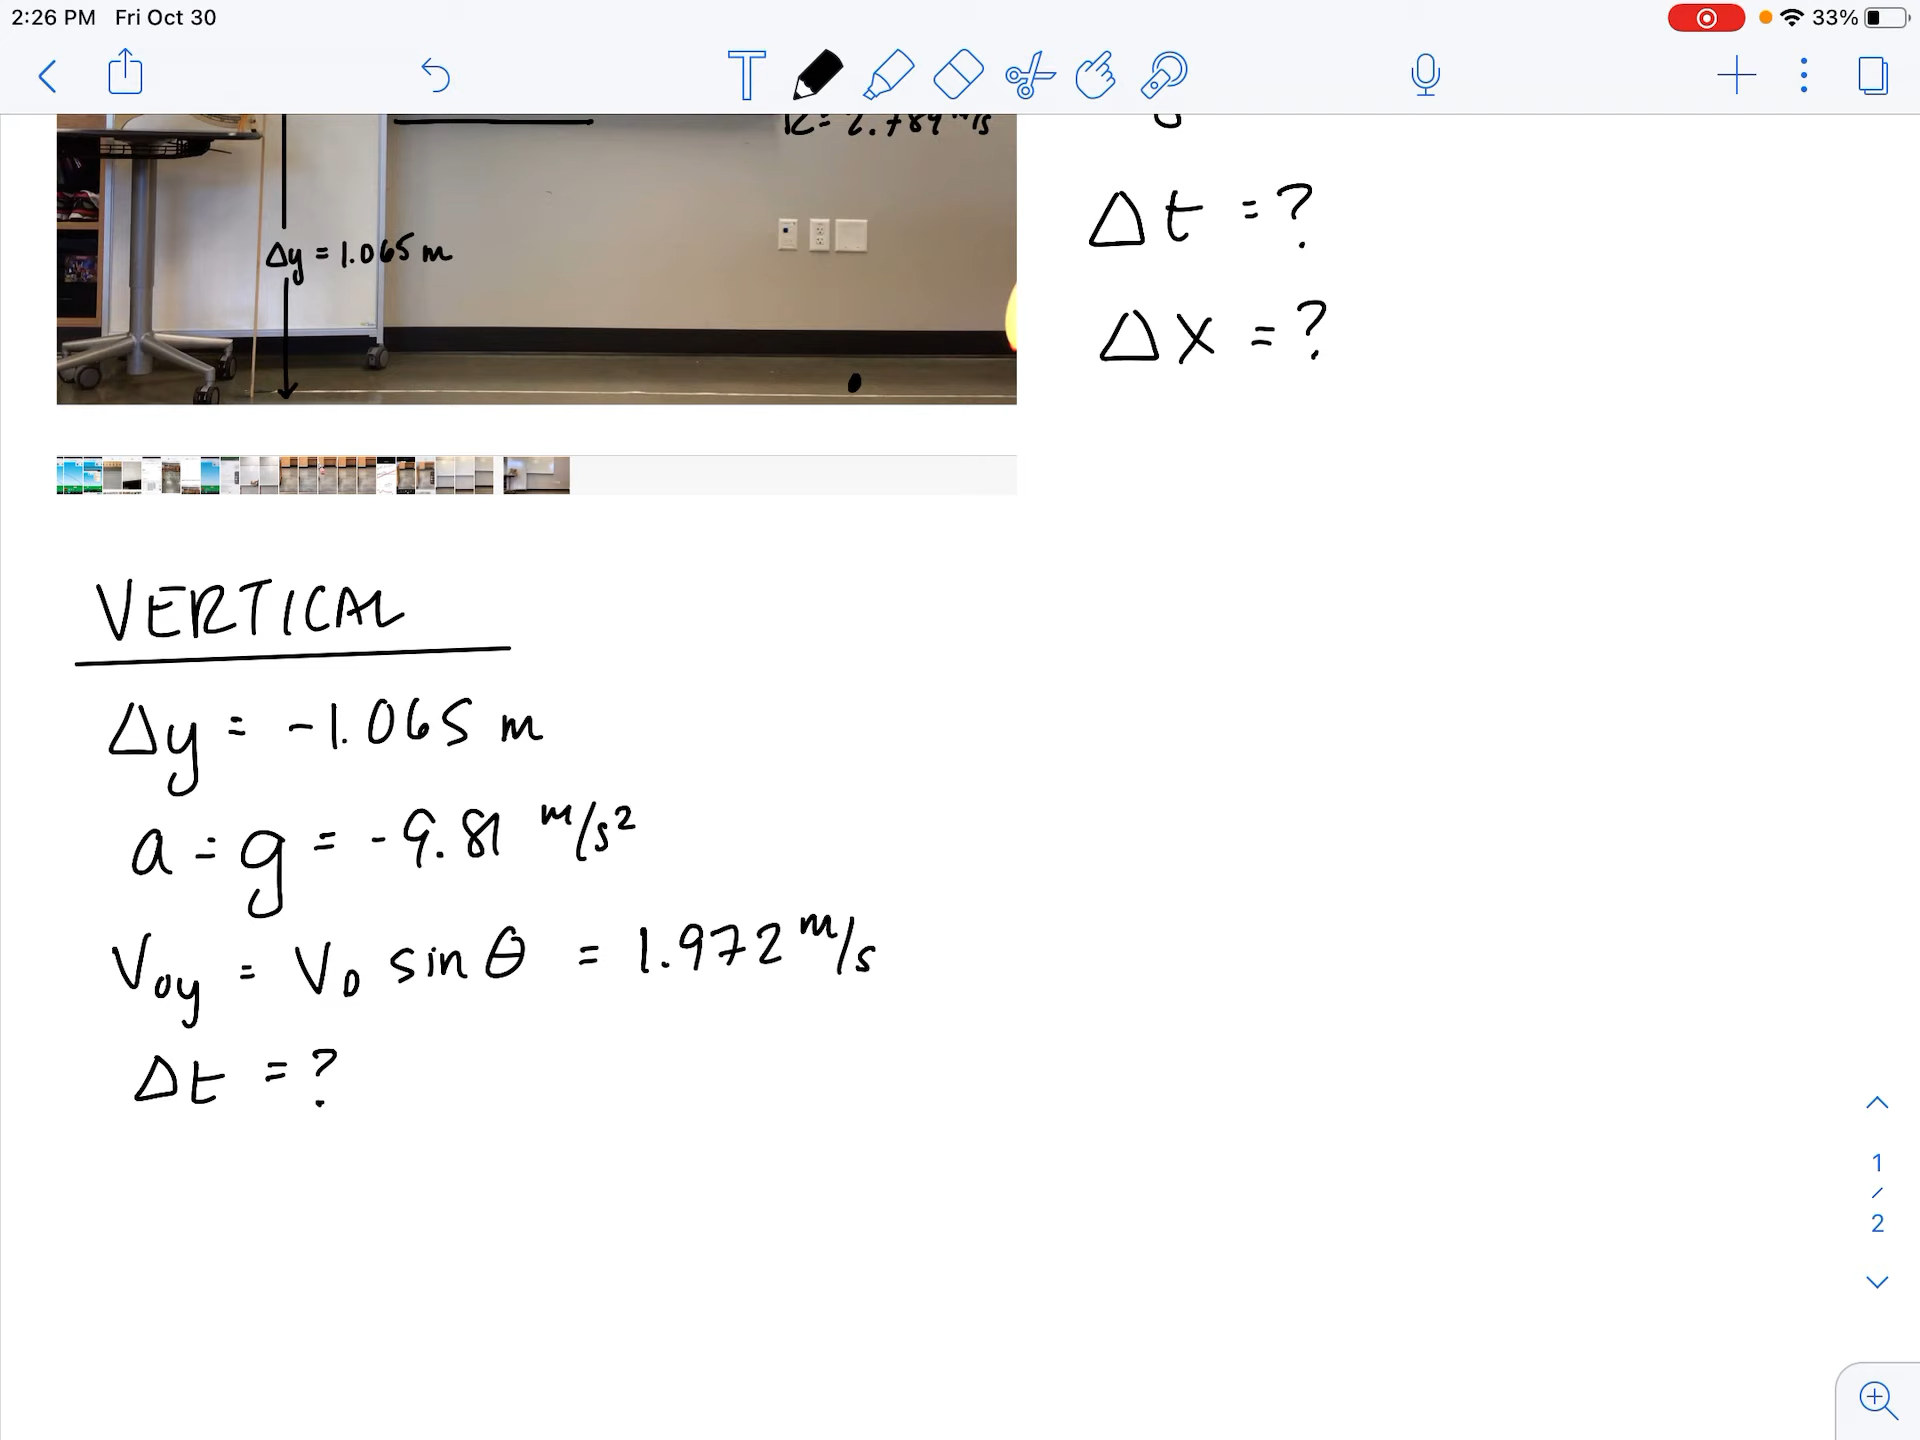 2:26 PM Fri Oct 30
33%
T
Δy = 1.065 m
Δt = ?
Δx = ?
VERTICAL
Δy = -1.065 m
a = g = -9.81 m/s²
Voy = Vo sin θ = 1.972 m/s
Δt = ?
1
/
2